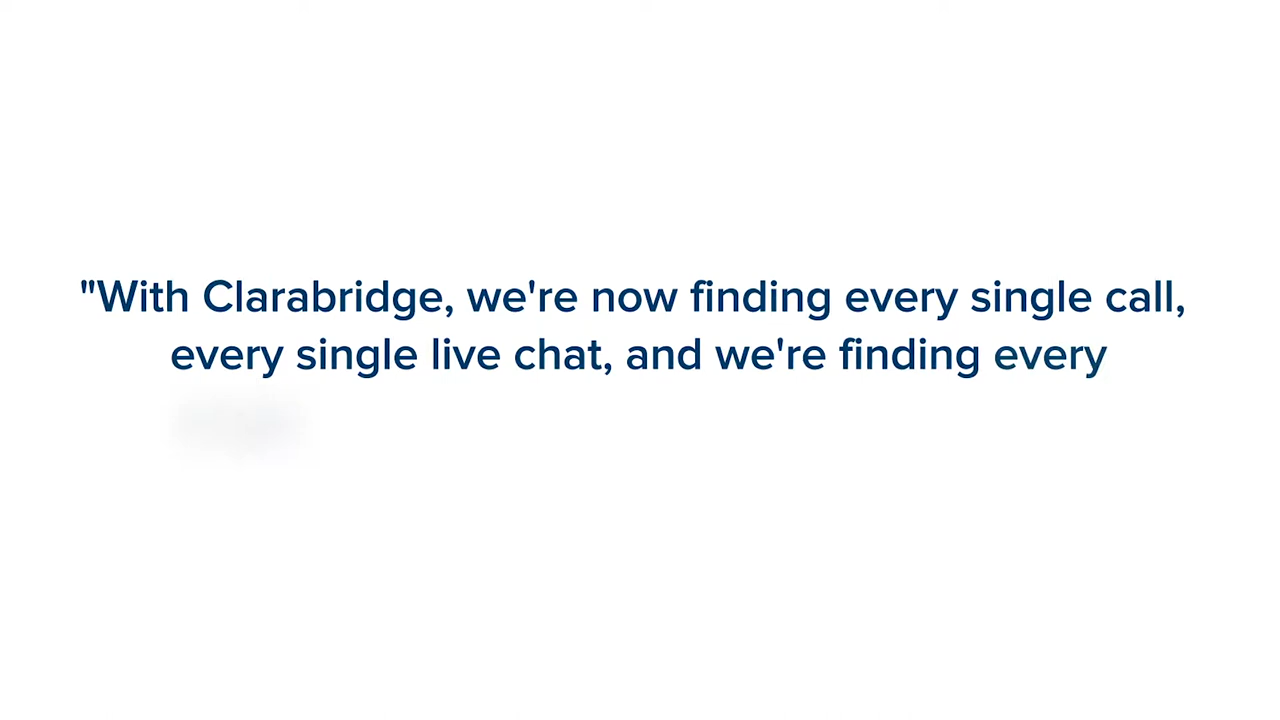 "With Clarabridge, we're now finding every single call,
every single live chat, and we're finding every